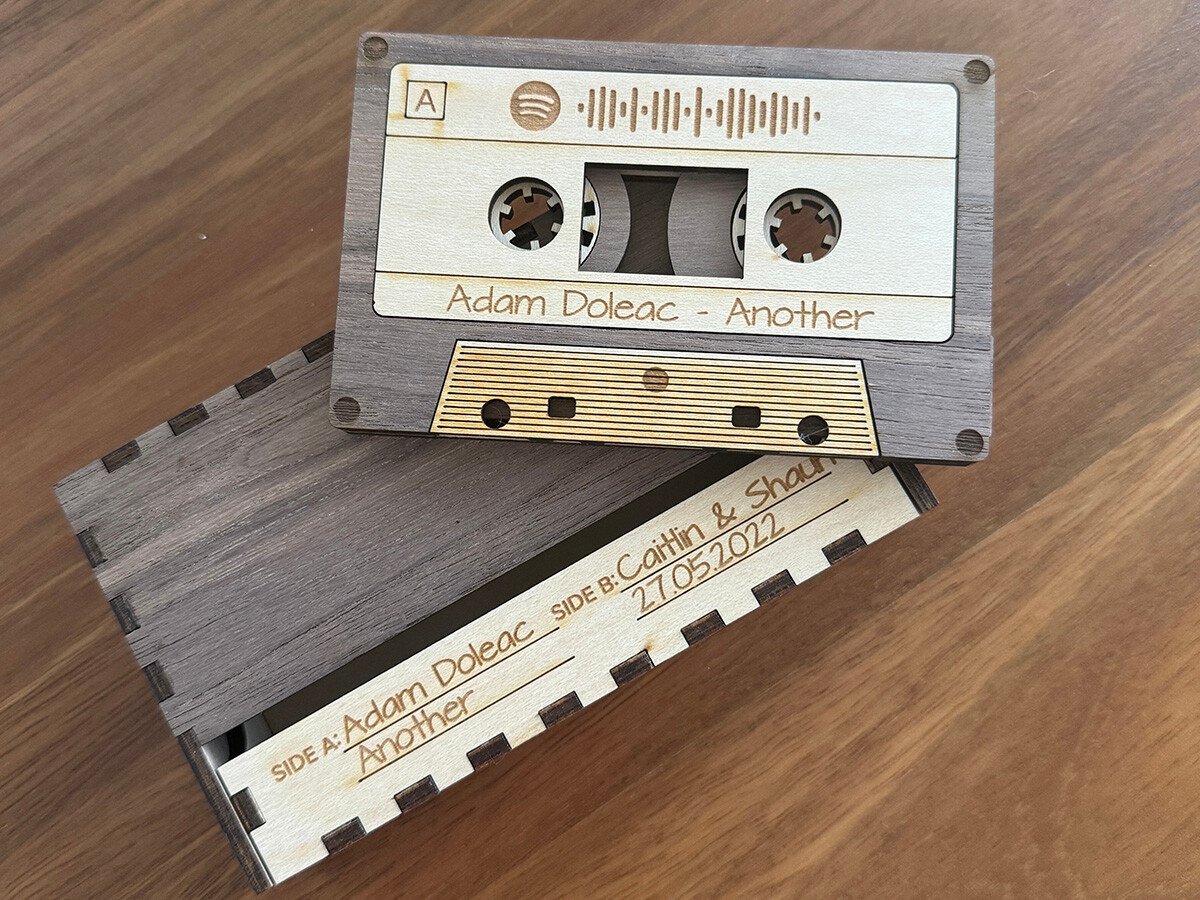 A
Adam Doleac - Another
SIDE A: Adam Doleac
Another
SIDE B: Caitlin & Shaun
27.05.2022